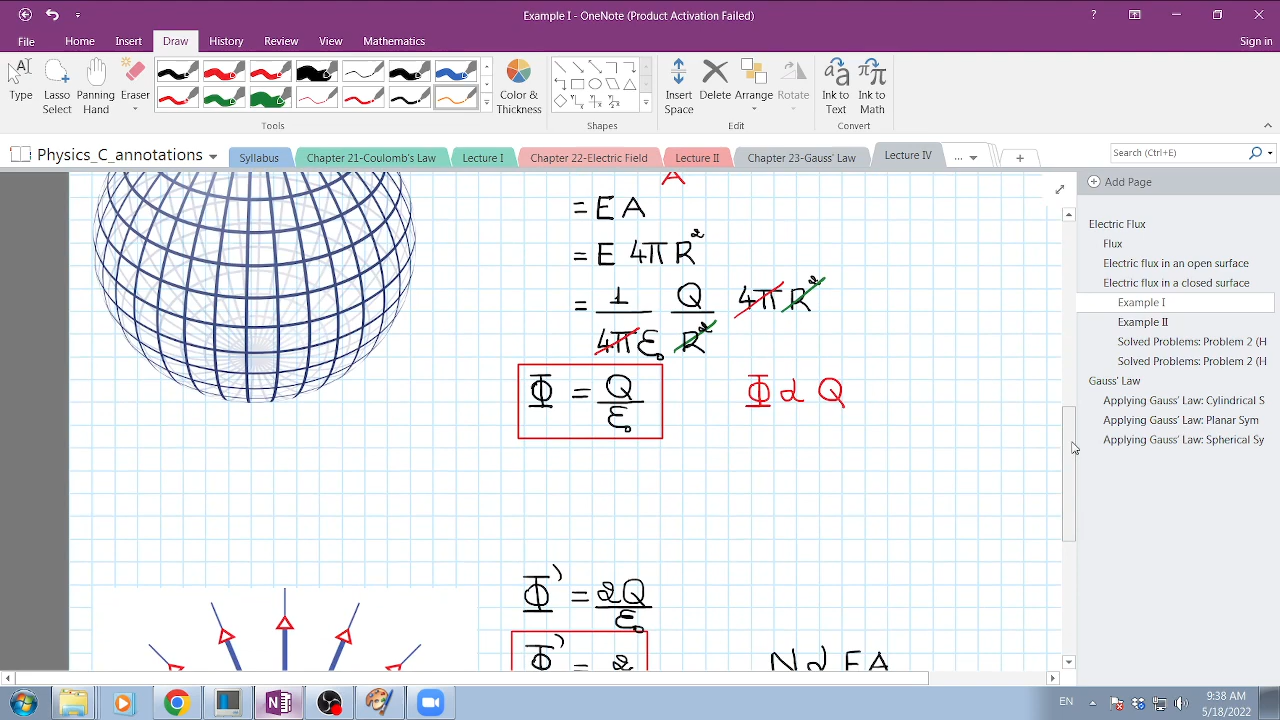 Example I - OneNote (Product Activation Failed)
?
File Home Insert Draw History Review View Mathematics
Sign in
Type
Lasso Select
Panning Hand
Eraser
Color & Thickness
Insert Space
Delete
Arrange
Rotate
Ink to Text
Ink to Math
Tools
Shapes
Edit
Convert
Physics_C_annotations
Syllabus
Chapter 21-Coulomb's Law
Lecture I
Chapter 22-Electric Field
Lecture II
Chapter 23-Gauss' Law
Lecture IV
...
Search (Ctrl+E)
Add Page
Electric Flux
Flux
Electric flux in an open surface
Electric flux in a closed surface
Example I
Example II
Solved Problems: Problem 2 (H
Solved Problems: Problem 2 (H
Gauss' Law
Applying Gauss' Law: Cylindrical S
Applying Gauss' Law: Planar Sym
Applying Gauss' Law: Spherical Sy
A
= E A
= E 4π R²
= 1/4πε₀ Q/R² 4π R²
Φ = Q/ε₀
Φ α Q
Φ' = 2Q/ε₀
Φ' = 2
N α E A
EN
9:38 AM
5/18/2022